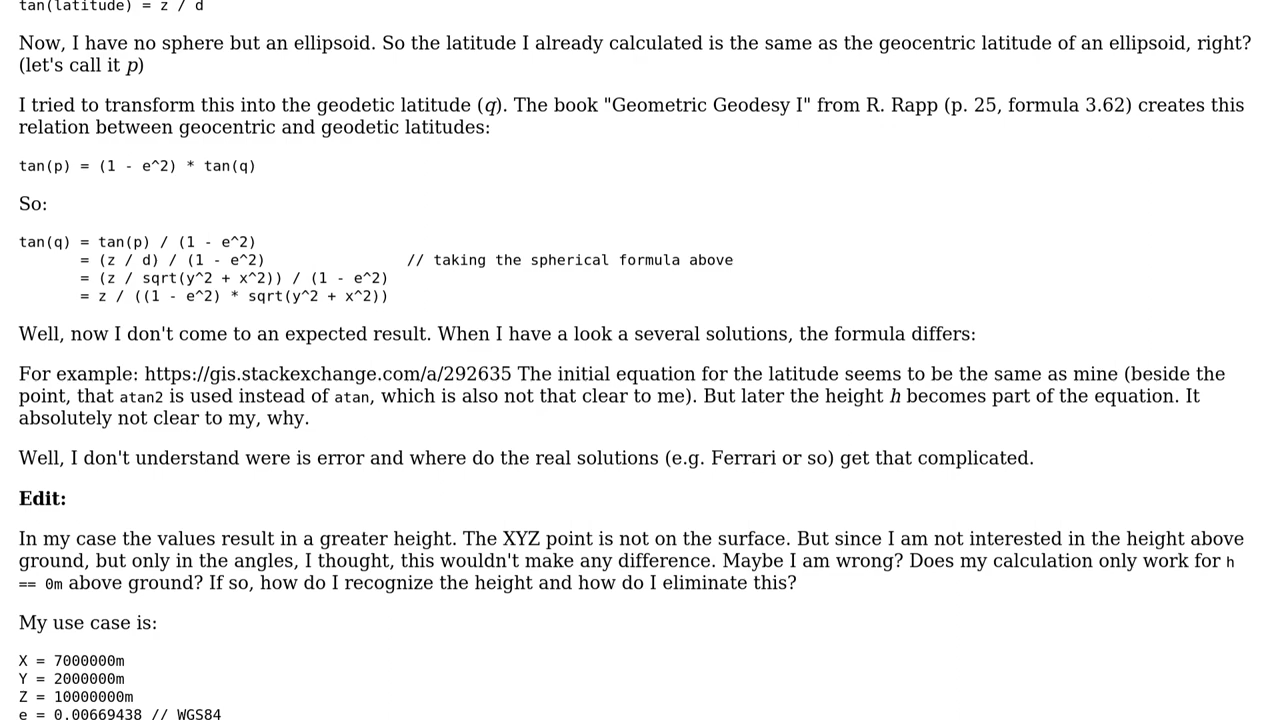 tan(latitude) = z / d
Now, I have no sphere but an ellipsoid. So the latitude I already calculated is the same as the geocentric latitude of an ellipsoid, right?
(let's call it p)
I tried to transform this into the geodetic latitude (q). The book "Geometric Geodesy I" from R. Rapp (p. 25, formula 3.62) creates this
relation between geocentric and geodetic latitudes:
tan(p) = (1 - e^2) * tan(q)
So:
tan(q) = tan(p) / (1 - e^2)
= (z / d) / (1 - e^2) // taking the spherical formula above
= (z / sqrt(y^2 + x^2)) / (1 - e^2)
= z / ((1 - e^2) * sqrt(y^2 + x^2))
Well, now I don't come to an expected result. When I have a look a several solutions, the formula differs:
For example: https://gis.stackexchange.com/a/292635 The initial equation for the latitude seems to be the same as mine (beside the
point, that atan2 is used instead of atan, which is also not that clear to me). But later the height h becomes part of the equation. It
absolutely not clear to my, why.
Well, I don't understand were is error and where do the real solutions (e.g. Ferrari or so) get that complicated.
Edit:
In my case the values result in a greater height. The XYZ point is not on the surface. But since I am not interested in the height above
ground, but only in the angles, I thought, this wouldn't make any difference. Maybe I am wrong? Does my calculation only work for h
== 0m above ground? If so, how do I recognize the height and how do I eliminate this?
My use case is:
X = 7000000m
Y = 2000000m
Z = 10000000m
e = 0.00669438 // WGS84